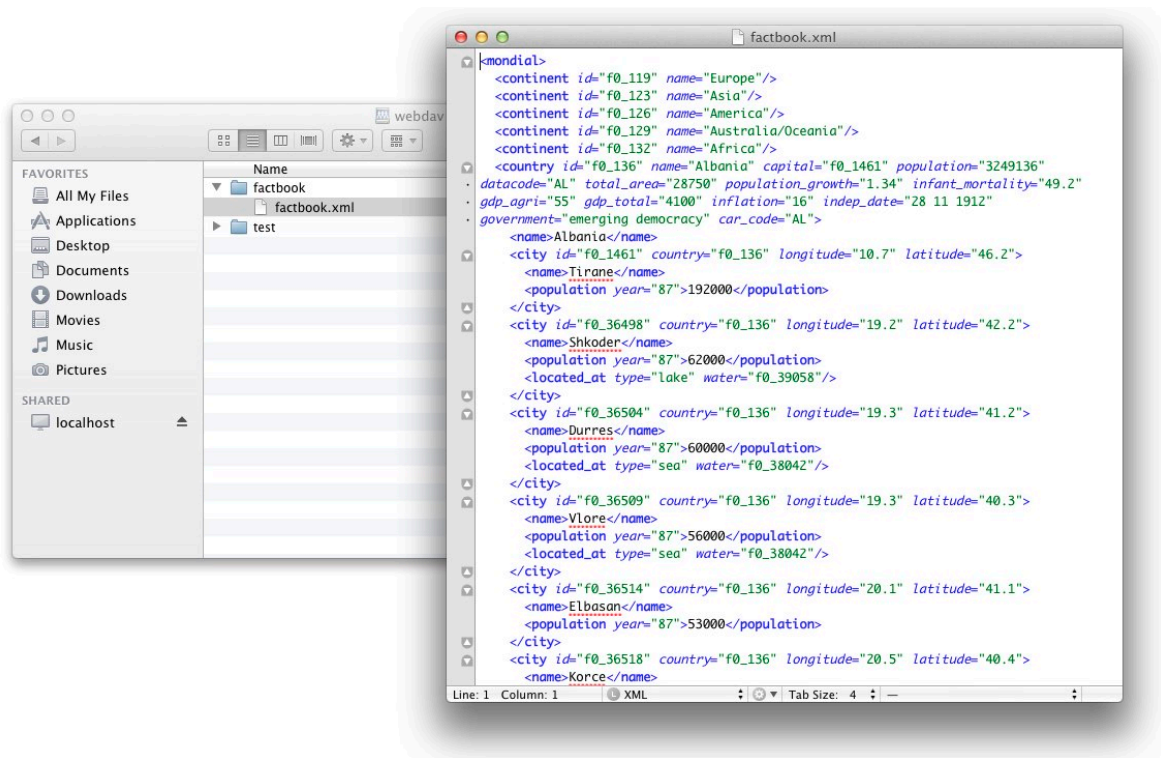 webdav
FAVORITES
All My Files
Applications
Desktop
Documents
Downloads
Movies
Music
Pictures
SHARED
localhost
Name
factbook
factbook.xml
test
factbook.xml
<mondial>
<continent id="f0_119" name="Europe"/>
<continent id="f0_123" name="Asia"/>
<continent id="f0_126" name="America"/>
<continent id="f0_129" name="Australia/Oceania"/>
<continent id="f0_132" name="Africa"/>
<country id="f0_136" name="Albania" capital="f0_1461" population="3249136"
datacode="AL" total_area="28750" population_growth="1.34" infant_mortality="49.2"
gdp_agri="55" gdp_total="4100" inflation="16" indep_date="28 11 1912"
government="emerging democracy" car_code="AL">
<name>Albania</name>
<city id="f0_1461" country="f0_136" longitude="10.7" latitude="46.2">
<name>Tirane</name>
<population year="87">192000</population>
</city>
<city id="f0_36498" country="f0_136" longitude="19.2" latitude="42.2">
<name>Shkoder</name>
<population year="87">62000</population>
<located_at type="lake" water="f0_39058"/>
</city>
<city id="f0_36504" country="f0_136" longitude="19.3" latitude="41.2">
<name>Durres</name>
<population year="87">60000</population>
<located_at type="sea" water="f0_38042"/>
</city>
<city id="f0_36509" country="f0_136" longitude="19.3" latitude="40.3">
<name>Vlore</name>
<population year="87">56000</population>
<located_at type="sea" water="f0_38042"/>
</city>
<city id="f0_36514" country="f0_136" longitude="20.1" latitude="41.1">
<name>Elbasan</name>
<population year="87">53000</population>
</city>
<city id="f0_36518" country="f0_136" longitude="20.5" latitude="40.4">
<name>Korce</name>
Line: 1 Column: 1 L XML Tab Size: 4 —